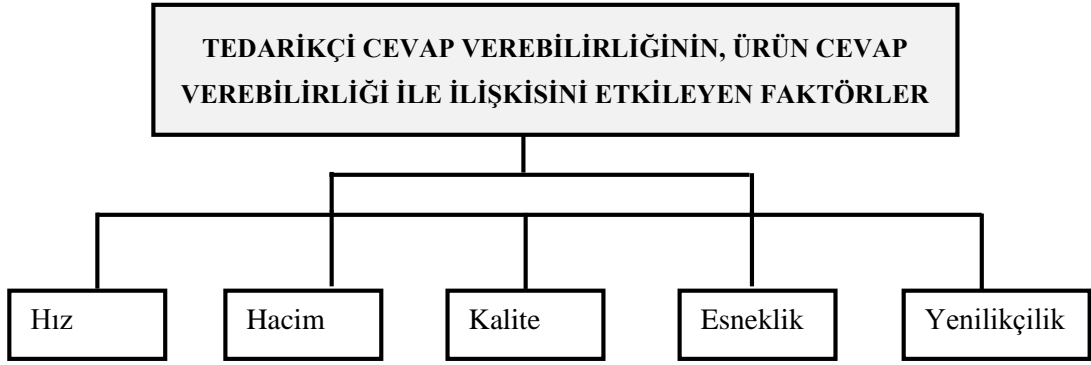 TEDARİKÇİ CEVAP VEREBİLİRLİĞİNİN, ÜRÜN CEVAP
VEREBİLİRLİĞİ İLE İLİŞKİSİNİ ETKİLEYEN FAKTÖRLER
Hız
Hacim
Kalite
Esneklik
Yenilikçilik